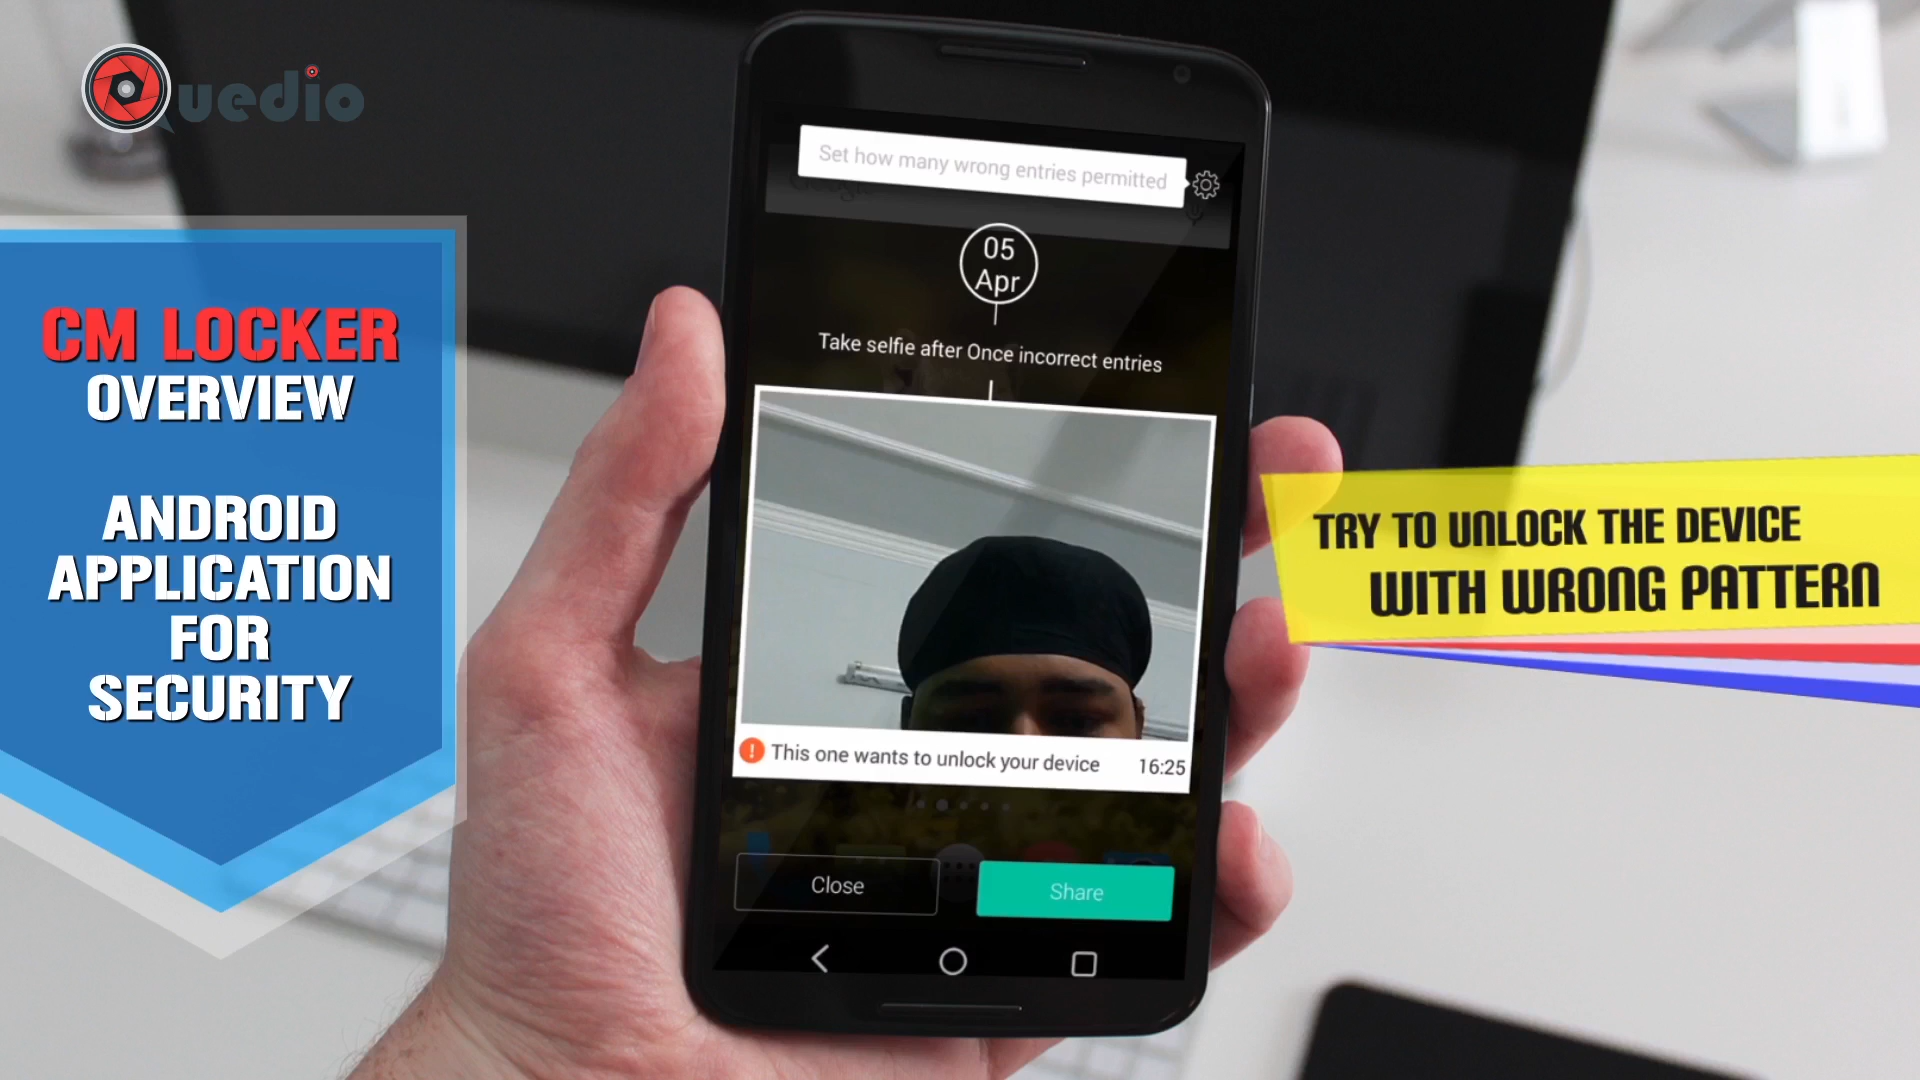 Quedio
CM LOCKER
OVERVIEW
ANDROID
APPLICATION
FOR
SECURITY
Set how many wrong entries permitted
05
Apr
Take selfie after Once incorrect entries
This one wants to unlock your device 16:25
Close
Share
TRY TO UNLOCK THE DEVICE
WITH WRONG PATTERN